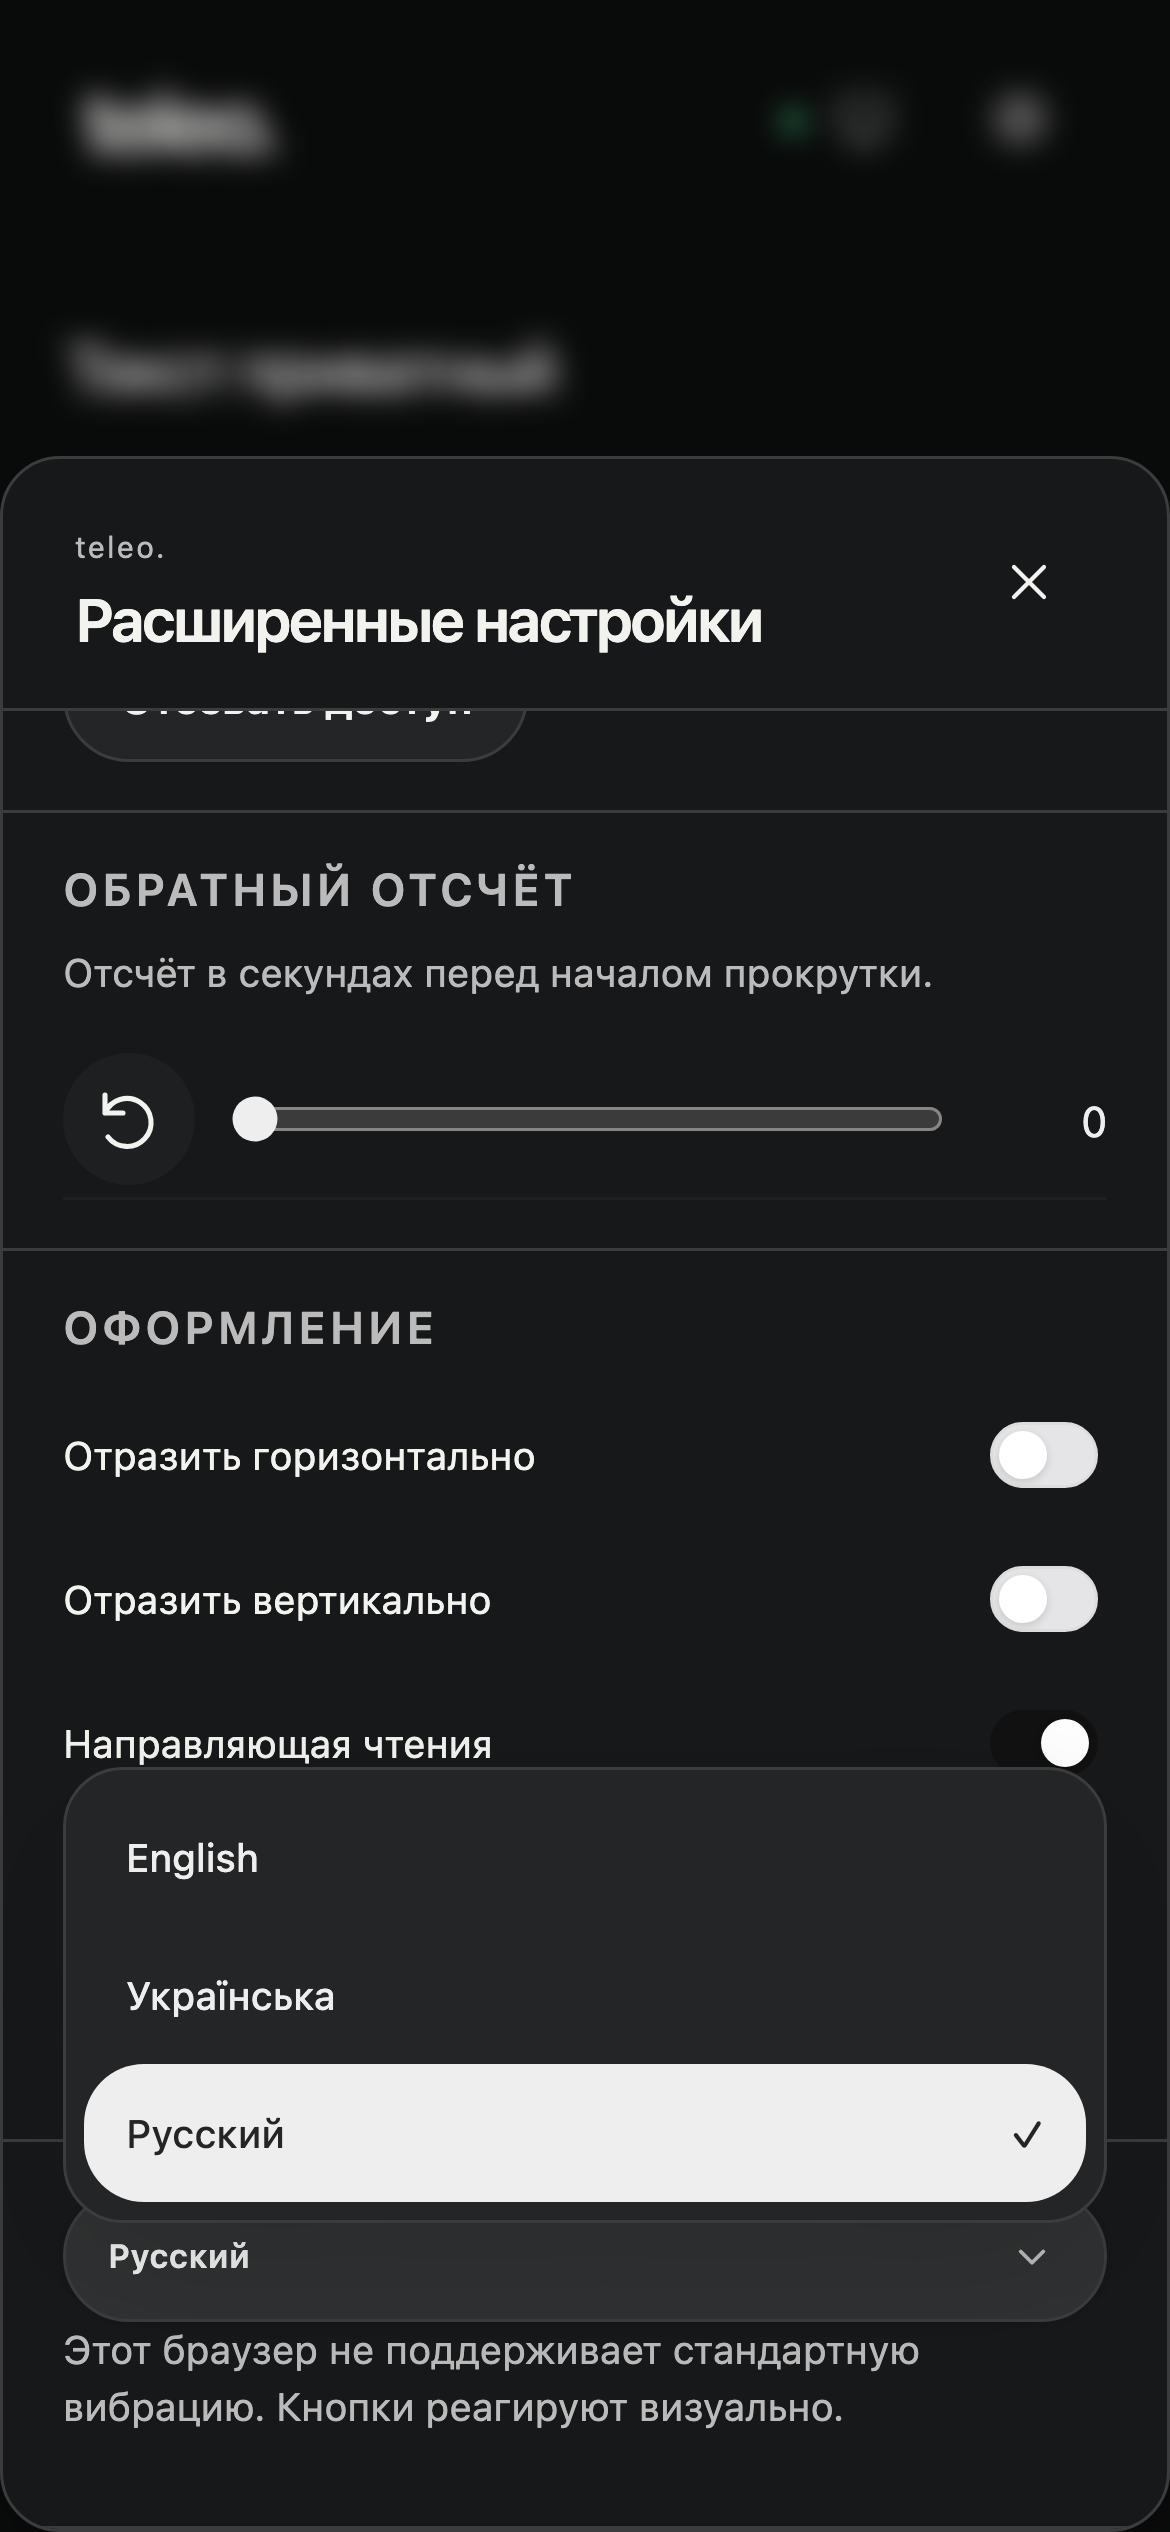 teleo.
Расширенные настройки
ОБРАТНЫЙ ОТСЧЁТ
Отсчёт в секундах перед началом прокрутки.
0
ОФОРМЛЕНИЕ
Отразить горизонтально
Отразить вертикально
Направляющая чтения
English
Українська
Русский
Русский
Этот браузер не поддерживает стандартную
вибрацию. Кнопки реагируют визуально.